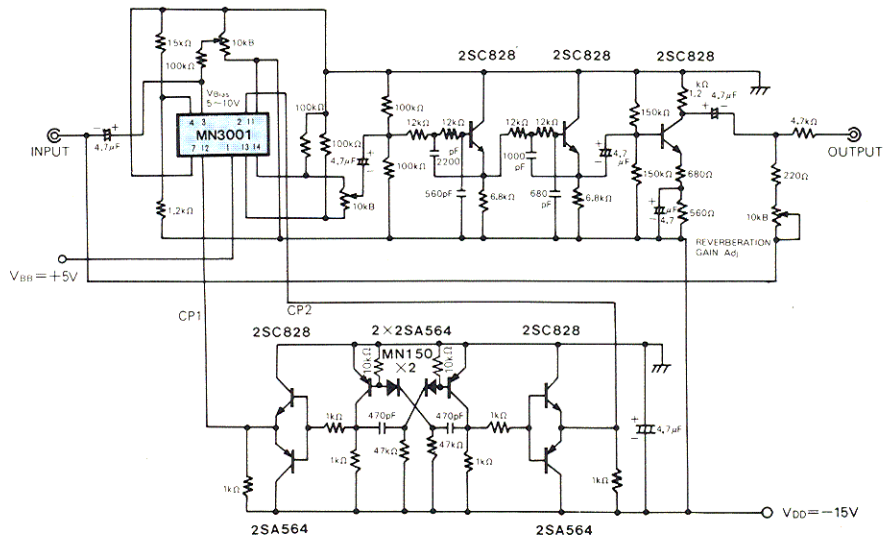 15kΩ
10kB
100kΩ
2SC828
2SC828
2SC828
VBias
5~10V
4 3 2 11
MN3001
7 12 1 13 14
4.7μF
INPUT
100kΩ
100kΩ
4.7μF
10kB
100kΩ
100kΩ
12kΩ
12kΩ
pF
2200
560pF
6.8kΩ
12kΩ
12kΩ
1000
pF
680
pF
6.8kΩ
4.7
μF
150kΩ
150kΩ
kΩ
1.2
4.7μF
680Ω
560Ω
μF
4.7
4.7kΩ
OUTPUT
220Ω
10kB
REVERBERATION
GAIN Adj
1.2kΩ
VBB=+5V
CP1
CP2
2SC828
2×2SA564
2SC828
MN150
×2
10kΩ
10kΩ
1kΩ
470pF
470pF
1kΩ
47kΩ
47kΩ
1kΩ
1kΩ
1kΩ
1kΩ
4.7μF
2SA564
2SA564
VDD=-15V